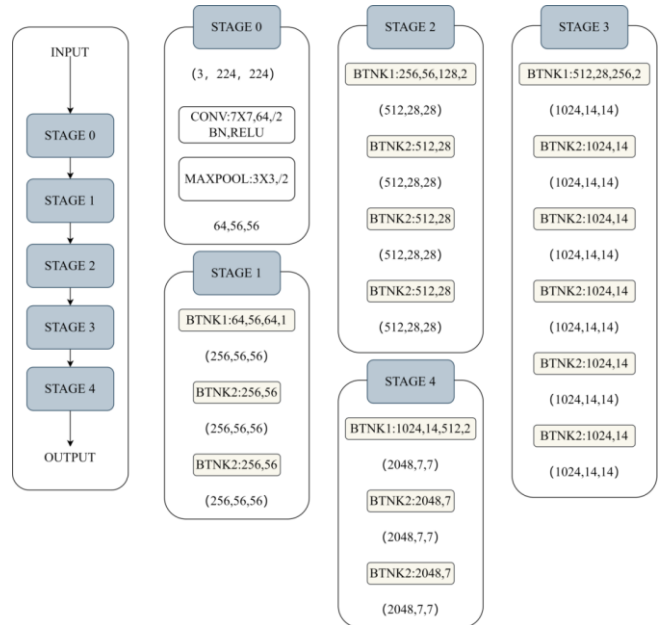 INPUT
STAGE 0
STAGE 1
STAGE 2
STAGE 3
STAGE 4
OUTPUT
STAGE 0
(3, 224, 224)
CONV:7X7,64,/2
BN,RELU
MAXPOOL:3X3,/2
64,56,56
STAGE 1
BTNK1:64,56,64,1
(256,56,56)
BTNK2:256,56
(256,56,56)
BTNK2:256,56
(256,56,56)
STAGE 2
BTNK1:256,56,128,2
(512,28,28)
BTNK2:512,28
(512,28,28)
BTNK2:512,28
(512,28,28)
BTNK2:512,28
(512,28,28)
STAGE 4
BTNK1:1024,14,512,2
(2048,7,7)
BTNK2:2048,7
(2048,7,7)
BTNK2:2048,7
(2048,7,7)
STAGE 3
BTNK1:512,28,256,2
(1024,14,14)
BTNK2:1024,14
(1024,14,14)
BTNK2:1024,14
(1024,14,14)
BTNK2:1024,14
(1024,14,14)
BTNK2:1024,14
(1024,14,14)
BTNK2:1024,14
(1024,14,14)